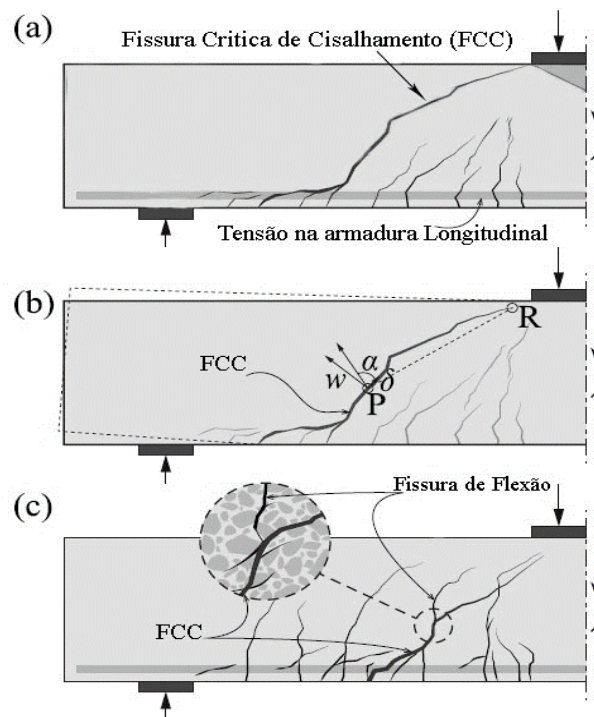 (a)
Fissura Critica de Cisalhamento (FCC)
Tensão na armadura Longitudinal
(b)
R
FCC
w
α
δ
P
(c)
Fissura de Flexão
FCC